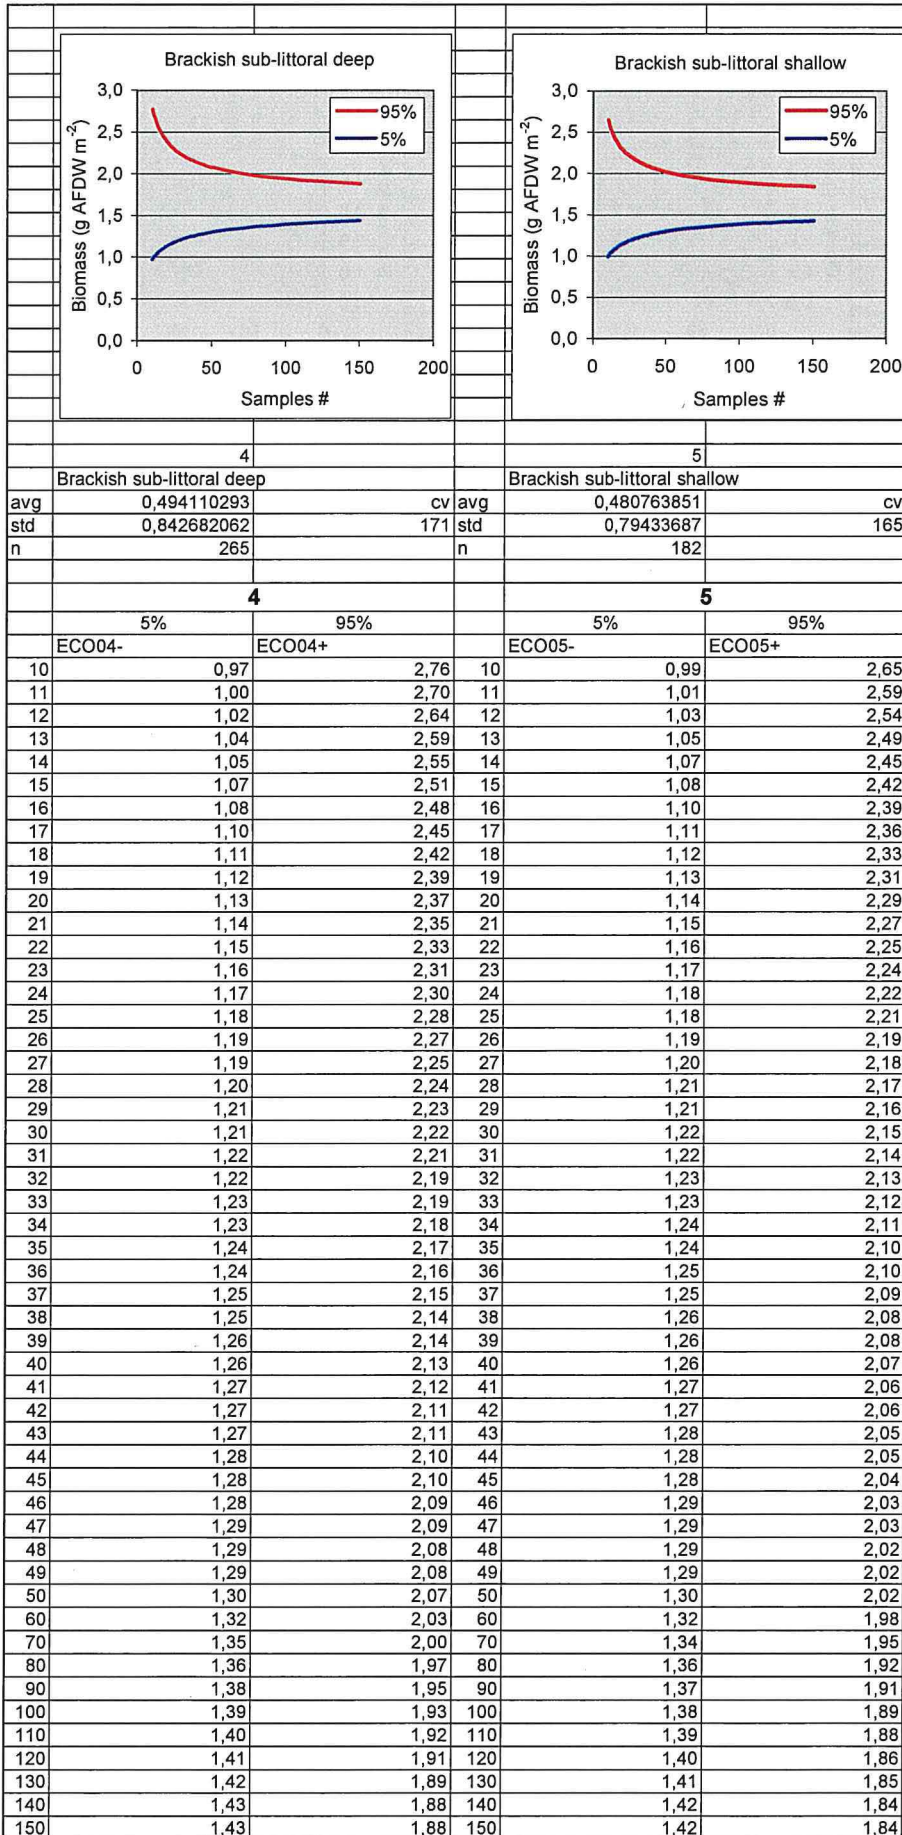 Brackish sub-littoral deep
3,0
2,5
2,0
1,5
1,0
0,5
0,0
Biomass (g AFDW m⁻²)
95%
5%
0 50 100 150 200
Samples #
Brackish sub-littoral shallow
3,0
2,5
2,0
1,5
1,0
0,5
0,0
Biomass (g AFDW m⁻²)
95%
5%
0 50 100 150 200
Samples #
4 5
Brackish sub-littoral deep Brackish sub-littoral shallow
avg 0,494110293 cv avg 0,480763851 cv
std 0,842682062 171 std 0,79433687 165
n 265 n 182
4 5
5% 95% 5% 95%
ECO04- ECO04+ ECO05- ECO05+
10 0,97 2,76 10 0,99 2,65
11 1,00 2,70 11 1,01 2,59
12 1,02 2,64 12 1,03 2,54
13 1,04 2,59 13 1,05 2,49
14 1,05 2,55 14 1,07 2,45
15 1,07 2,51 15 1,08 2,42
16 1,08 2,48 16 1,10 2,39
17 1,10 2,45 17 1,11 2,36
18 1,11 2,42 18 1,12 2,33
19 1,12 2,39 19 1,13 2,31
20 1,13 2,37 20 1,14 2,29
21 1,14 2,35 21 1,15 2,27
22 1,15 2,33 22 1,16 2,25
23 1,16 2,31 23 1,17 2,24
24 1,17 2,30 24 1,18 2,22
25 1,18 2,28 25 1,18 2,21
26 1,19 2,27 26 1,19 2,19
27 1,19 2,25 27 1,20 2,18
28 1,20 2,24 28 1,21 2,17
29 1,21 2,23 29 1,21 2,16
30 1,21 2,22 30 1,22 2,15
31 1,22 2,21 31 1,22 2,14
32 1,22 2,19 32 1,23 2,13
33 1,23 2,19 33 1,23 2,12
34 1,23 2,18 34 1,24 2,11
35 1,24 2,17 35 1,24 2,10
36 1,24 2,16 36 1,25 2,10
37 1,25 2,15 37 1,25 2,09
38 1,25 2,14 38 1,26 2,08
39 1,26 2,14 39 1,26 2,08
40 1,26 2,13 40 1,26 2,07
41 1,27 2,12 41 1,27 2,06
42 1,27 2,11 42 1,27 2,06
43 1,27 2,11 43 1,28 2,05
44 1,28 2,10 44 1,28 2,05
45 1,28 2,10 45 1,28 2,04
46 1,28 2,09 46 1,29 2,03
47 1,29 2,09 47 1,29 2,03
48 1,29 2,08 48 1,29 2,02
49 1,29 2,08 49 1,29 2,02
50 1,30 2,07 50 1,30 2,02
60 1,32 2,03 60 1,32 1,98
70 1,35 2,00 70 1,34 1,95
80 1,36 1,97 80 1,36 1,92
90 1,38 1,95 90 1,37 1,91
100 1,39 1,93 100 1,38 1,89
110 1,40 1,92 110 1,39 1,88
120 1,41 1,91 120 1,40 1,86
130 1,42 1,89 130 1,41 1,85
140 1,43 1,88 140 1,42 1,84
150 1,43 1,88 150 1,42 1,84